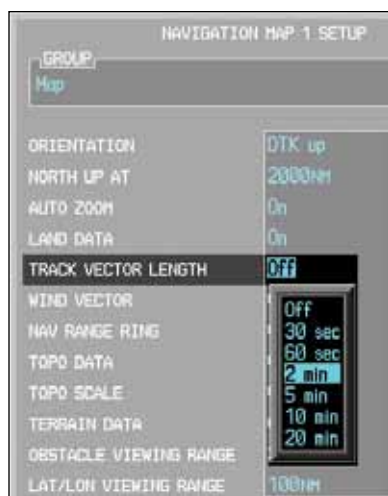 NAVIGATION MAP 1 SETUP
GROUP
Map
ORIENTATION DTK up
NORTH UP AT 2000NM
AUTO ZOOM On
LAND DATA On
TRACK VECTOR LENGTH Off
WIND VECTOR
NAV RANGE RING
TOPO DATA
TOPO SCALE
TERRAIN DATA
OBSTACLE VIEWING RANGE
LAT/LON VIEWING RANGE 100NM
Off
30 sec
60 sec
2 min
5 min
10 min
20 min